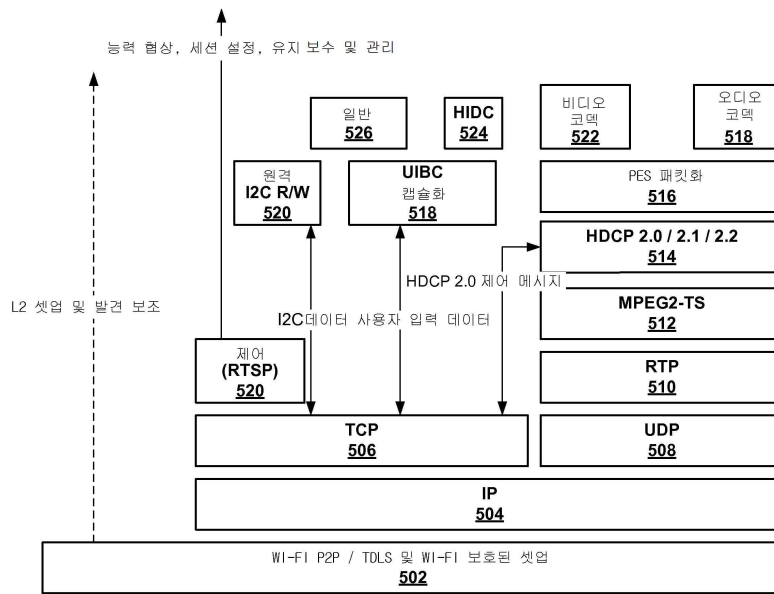 능력 협상, 세션 설정, 유지 보수 및 관리
일반
526
HIDC
524
비디오
코덱
522
오디오
코덱
518
원격
I2C R/W
520
UIBC
캡슐화
518
PES 패킷화
516
HDCP 2.0 / 2.1 / 2.2
514
HDCP 2.0 제어 메시지
L2 셋업 및 발견 보조
I2C데이터 사용자 입력 데이터
MPEG2-TS
512
제어
(RTSP)
520
RTP
510
TCP
506
UDP
508
IP
504
WI-FI P2P / TDLS 및 WI-FI 보호된 셋업
502